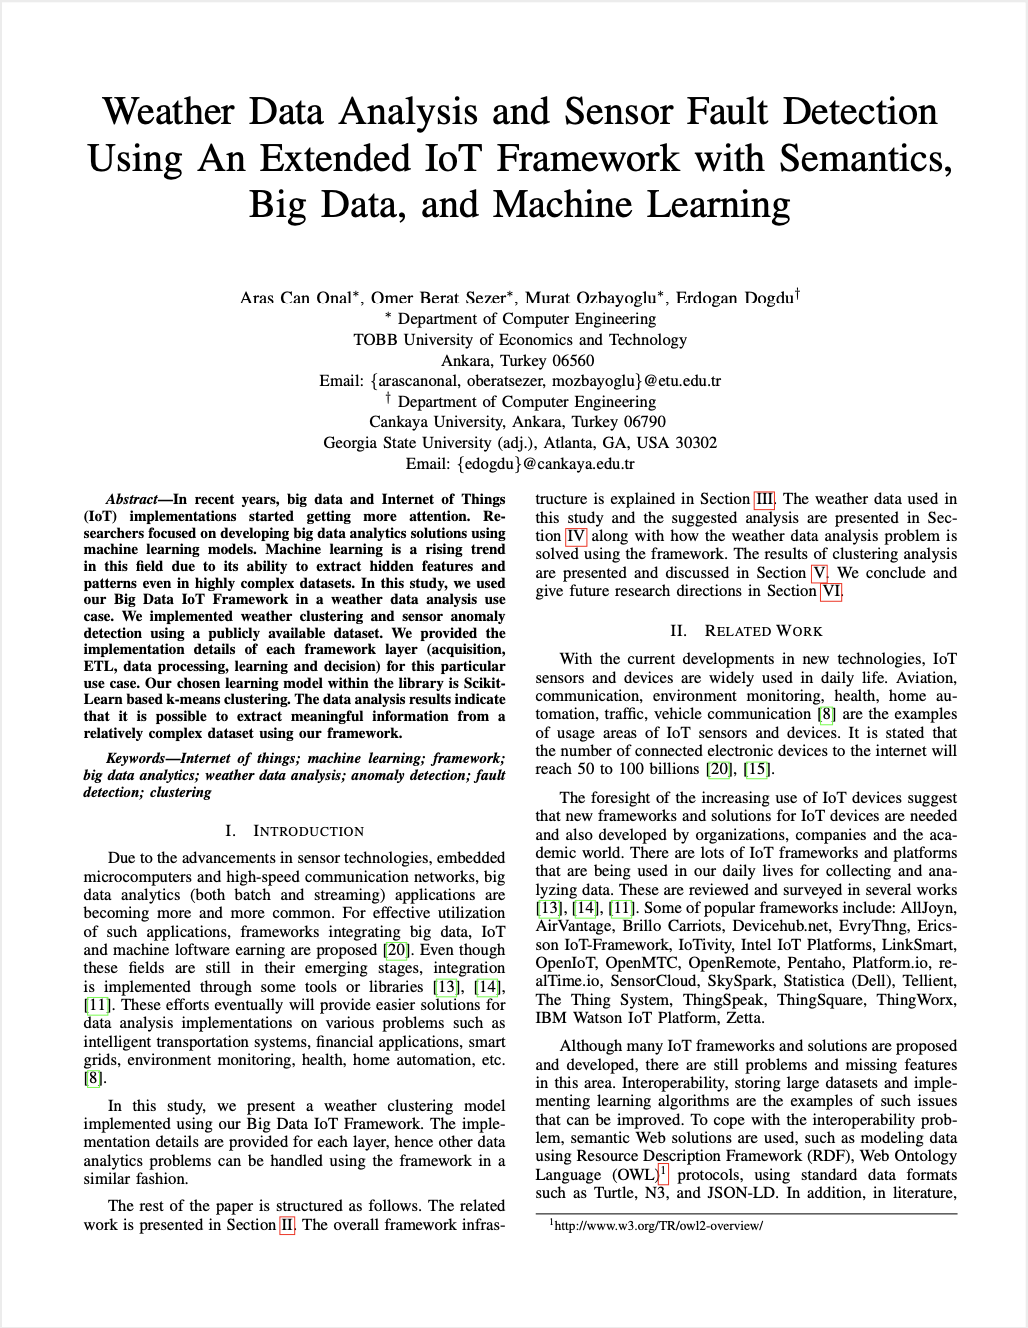 Weather Data Analysis and Sensor Fault Detection
Using An Extended IoT Framework with Semantics,
Big Data, and Machine Learning
Aras Can Onal*, Omer Berat Sezer*, Murat Ozbayoglu*, Erdogan Dogdu†
* Department of Computer Engineering
TOBB University of Economics and Technology
Ankara, Turkey 06560
Email: {arascanonal, oberatsezer, mozbayoglu}@etu.edu.tr
† Department of Computer Engineering
Cankaya University, Ankara, Turkey 06790
Georgia State University (adj.), Atlanta, GA, USA 30302
Email: {edogdu}@cankaya.edu.tr
Abstract—In recent years, big data and Internet of Things
(IoT) implementations started getting more attention. Re-
searchers focused on developing big data analytics solutions using
machine learning models. Machine learning is a rising trend
in this field due to its ability to extract hidden features and
patterns even in highly complex datasets. In this study, we used
our Big Data IoT Framework in a weather data analysis use
case. We implemented weather clustering and sensor anomaly
detection using a publicly available dataset. We provided the
implementation details of each framework layer (acquisition,
ETL, data processing, learning and decision) for this particular
use case. Our chosen learning model within the library is Scikit-
Learn based k-means clustering. The data analysis results indicate
that it is possible to extract meaningful information from a
relatively complex dataset using our framework.
Keywords—Internet of things; machine learning; framework;
big data analytics; weather data analysis; anomaly detection; fault
detection; clustering
I. INTRODUCTION
Due to the advancements in sensor technologies, embedded
microcomputers and high-speed communication networks, big
data analytics (both batch and streaming) applications are
becoming more and more common. For effective utilization
of such applications, frameworks integrating big data, IoT
and machine loftware earning are proposed [20]. Even though
these fields are still in their emerging stages, integration
is implemented through some tools or libraries [13], [14],
[11]. These efforts eventually will provide easier solutions for
data analysis implementations on various problems such as
intelligent transportation systems, financial applications, smart
grids, environment monitoring, health, home automation, etc.
[8].
In this study, we present a weather clustering model
implemented using our Big Data IoT Framework. The imple-
mentation details are provided for each layer, hence other data
analytics problems can be handled using the framework in a
similar fashion.
The rest of the paper is structured as follows. The related
work is presented in Section II. The overall framework infras-
tructure is explained in Section III. The weather data used in
this study and the suggested analysis are presented in Sec-
tion IV along with how the weather data analysis problem is
solved using the framework. The results of clustering analysis
are presented and discussed in Section V. We conclude and
give future research directions in Section VI.
II. RELATED WORK
With the current developments in new technologies, IoT
sensors and devices are widely used in daily life. Aviation,
communication, environment monitoring, health, home au-
tomation, traffic, vehicle communication [8] are the examples
of usage areas of IoT sensors and devices. It is stated that
the number of connected electronic devices to the internet will
reach 50 to 100 billions [20], [15].
The foresight of the increasing use of IoT devices suggest
that new frameworks and solutions for IoT devices are needed
and also developed by organizations, companies and the aca-
demic world. There are lots of IoT frameworks and platforms
that are being used in our daily lives for collecting and ana-
lyzing data. These are reviewed and surveyed in several works
[13], [14], [11]. Some of popular frameworks include: AllJoyn,
AirVantage, Brillo Carriots, Devicehub.net, EvryThng, Erics-
son IoT-Framework, IoTivity, Intel IoT Platforms, LinkSmart,
OpenIoT, OpenMTC, OpenRemote, Pentaho, Platform.io, re-
alTime.io, SensorCloud, SkySpark, Statistica (Dell), Tellient,
The Thing System, ThingSpeak, ThingSquare, ThingWorx,
IBM Watson IoT Platform, Zetta.
Although many IoT frameworks and solutions are proposed
and developed, there are still problems and missing features
in this area. Interoperability, storing large datasets and imple-
menting learning algorithms are the examples of such issues
that can be improved. To cope with the interoperability prob-
lem, semantic Web solutions are used, such as modeling data
using Resource Description Framework (RDF), Web Ontology
Language (OWL)1 protocols, using standard data formats
such as Turtle, N3, and JSON-LD. In addition, in literature,
1http://www.w3.org/TR/owl2-overview/